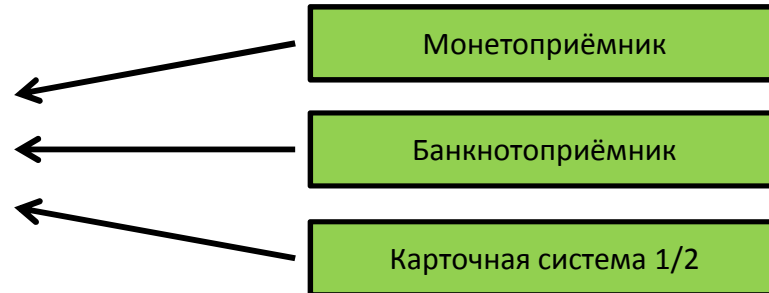 Монетоприёмник
Банкнотоприёмник
Карточная система 1/2